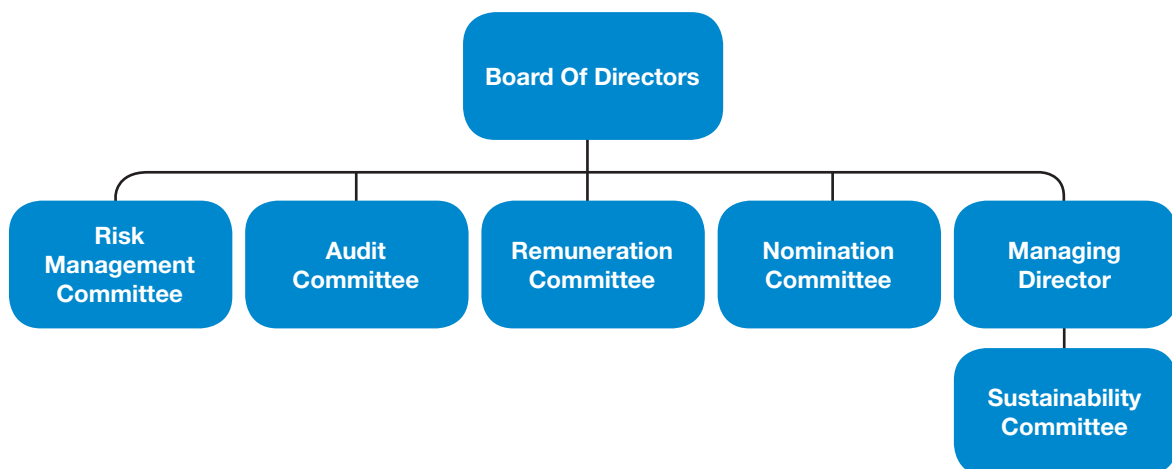 Board Of Directors
Risk
Management
Committee
Audit
Committee
Remuneration
Committee
Nomination
Committee
Managing
Director
Sustainability
Committee